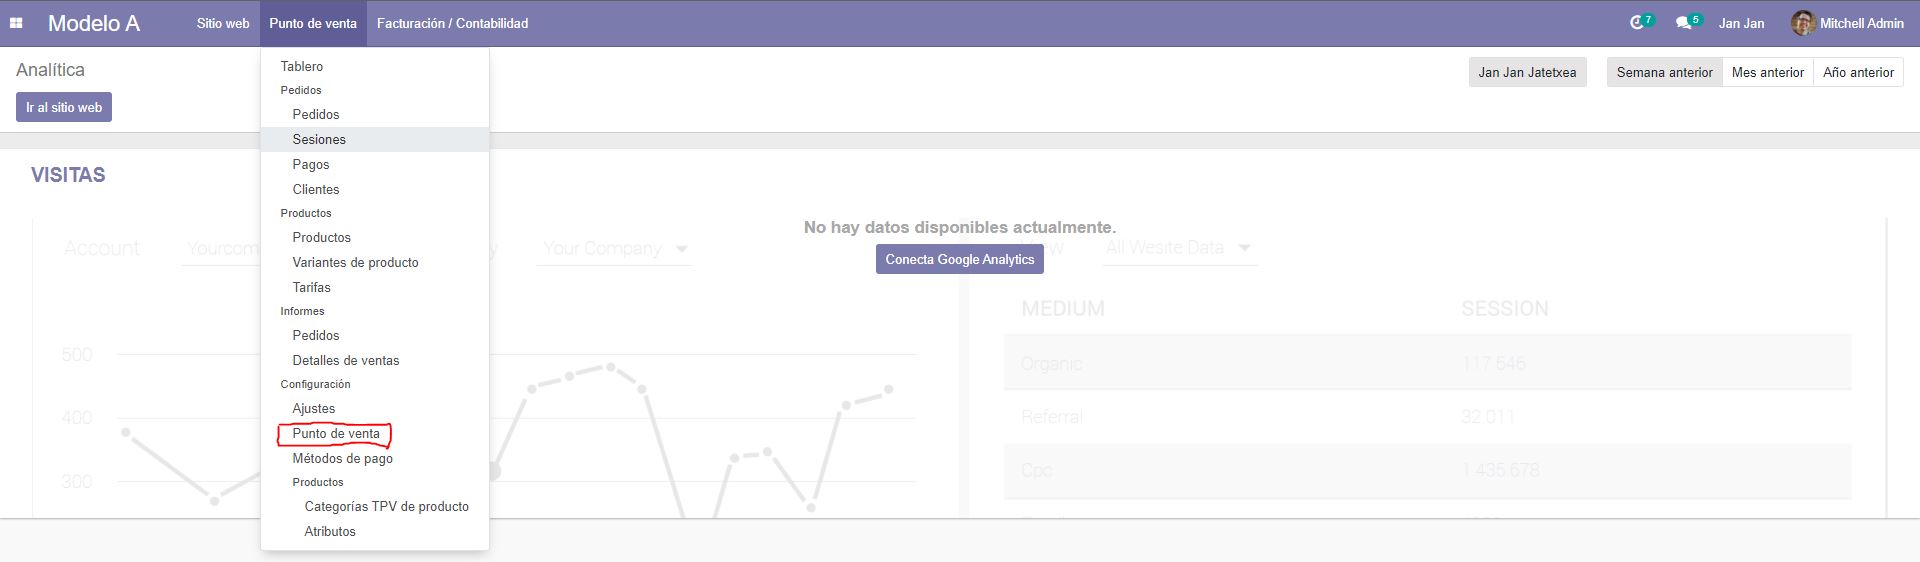 Modelo A
Sitio web
Punto de venta
Facturación / Contabilidad
7
5
Jan Jan
Mitchell Admin
Analítica
Ir al sitio web
Jan Jan Jatetxea
Semana anterior
Mes anterior
Año anterior
Tablero
Pedidos
Pedidos
Sesiones
Pagos
Clientes
Productos
Productos
Variantes de producto
Tarifas
Informes
Pedidos
Detalles de ventas
Configuración
Ajustes
Punto de venta
Métodos de pago
Productos
Categorías TPV de producto
Atributos
VISITAS
No hay datos disponibles actualmente.
Conecta Google Analytics
Account
Yourcom
Your Company
All Wesite Data
500
400
300
MEDIUM SESSION
Organic 117 546
Referral 32.011
Cpc 1 435 678